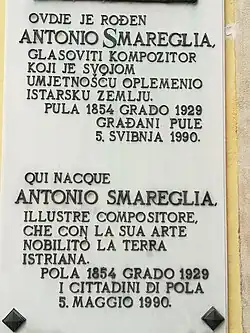 OVDJE JE ROĐEN
ANTONIO SMAREGLIA,
GLASOVITI KOMPOZITOR
KOJI JE SVOJOM
UMJETNOŠĆU OPLEMENIO
ISTARSKU ZEMLJU.
PULA 1854 GRADO 1929
GRAĐANI PULE
5. SVIBNJA 1990.
QUI NACQUE
ANTONIO SMAREGLIA,
ILLUSTRE COMPOSITORE,
CHE CON LA SUA ARTE
NOBILITÒ LA TERRA
ISTRIANA.
POLA 1854 GRADO 1929
I CITTADINI DI POLA
5. MAGGIO 1990.